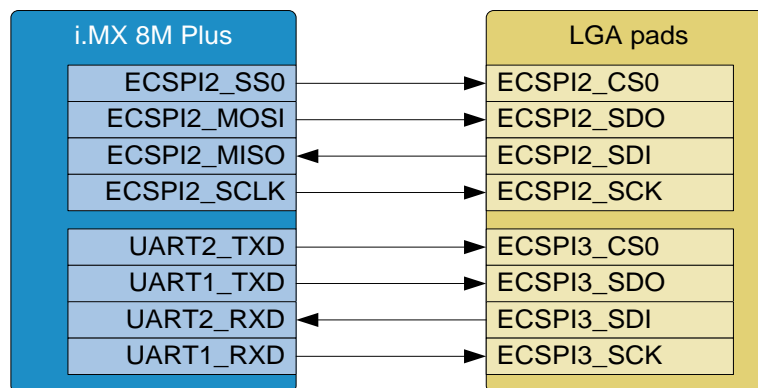 i.MX 8M Plus LGA pads
ECSPI2_SS0 ECSPI2_CS0
ECSPI2_MOSI ECSPI2_SDO
ECSPI2_MISO ECSPI2_SDI
ECSPI2_SCLK ECSPI2_SCK
UART2_TXD ECSPI3_CS0
UART1_TXD ECSPI3_SDO
UART2_RXD ECSPI3_SDI
UART1_RXD ECSPI3_SCK